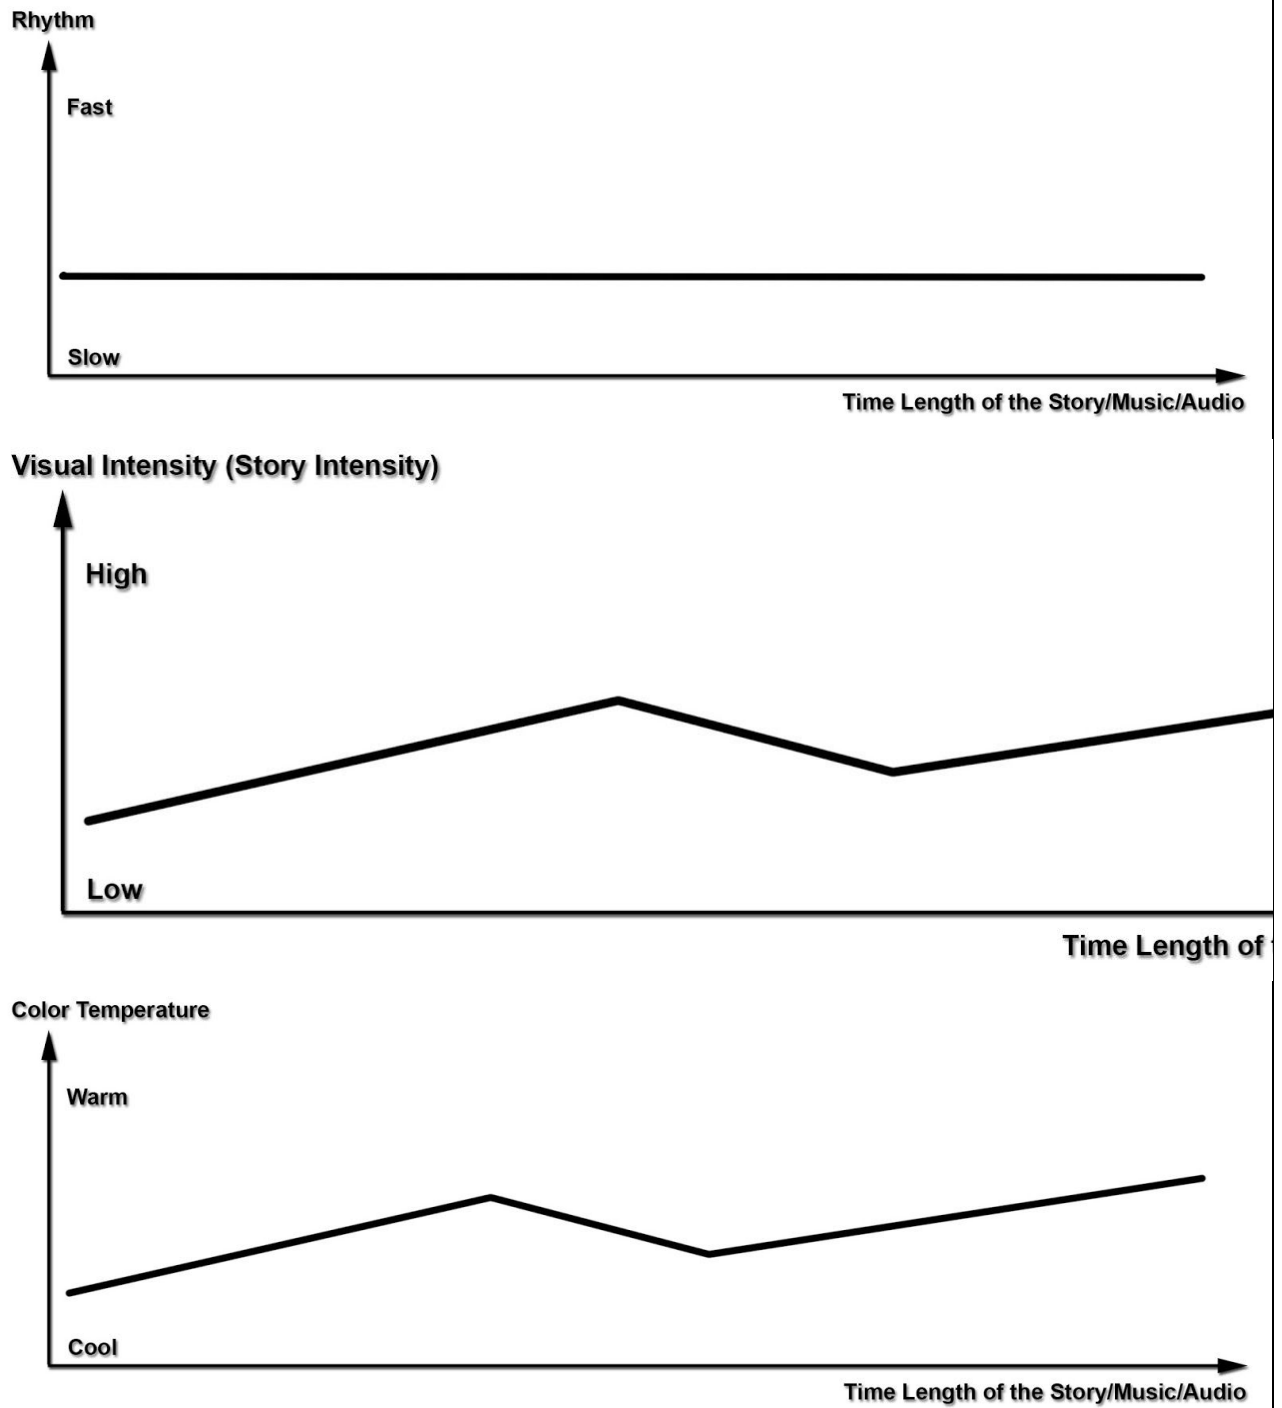 Rhythm
Fast
Slow
Time Length of the Story/Music/Audio
Visual Intensity (Story Intensity)
High
Low
Time Length of
Color Temperature
Warm
Cool
Time Length of the Story/Music/Audio